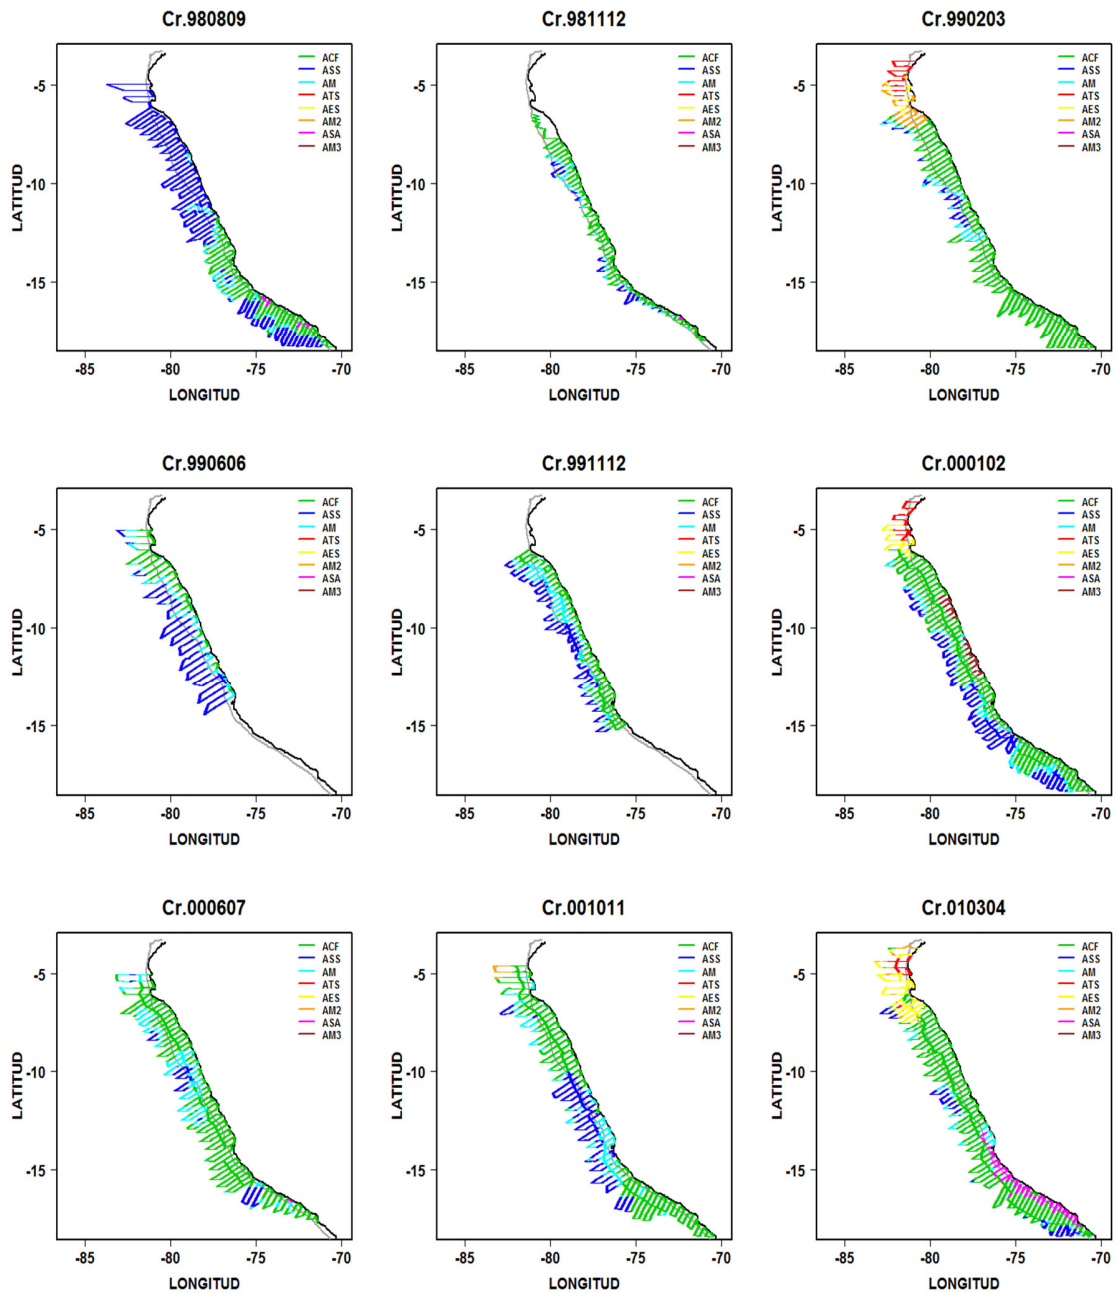 Cr.980809
Cr.981112
Cr.990203
ACF
ASS
AM
ATS
AES
AM2
ASA
AM3
ACF
ASS
AM
ATS
AES
AM2
ASA
AM3
ACF
ASS
AM
ATS
AES
AM2
ASA
AM3
LATITUD
LATITUD
LATITUD
-5
-10
-15
-5
-10
-15
-5
-10
-15
-85 -80 -75 -70
-85 -80 -75 -70
-85 -80 -75 -70
LONGITUD
LONGITUD
LONGITUD
Cr.990606
Cr.991112
Cr.000102
ACF
ASS
AM
ATS
AES
AM2
ASA
AM3
ACF
ASS
AM
ATS
AES
AM2
ASA
AM3
ACF
ASS
AM
ATS
AES
AM2
ASA
AM3
LATITUD
LATITUD
LATITUD
-5
-10
-15
-5
-10
-15
-5
-10
-15
-85 -80 -75 -70
-85 -80 -75 -70
-85 -80 -75 -70
LONGITUD
LONGITUD
LONGITUD
Cr.000607
Cr.001011
Cr.010304
ACF
ASS
AM
ATS
AES
AM2
ASA
AM3
ACF
ASS
AM
ATS
AES
AM2
ASA
AM3
ACF
ASS
AM
ATS
AES
AM2
ASA
AM3
LATITUD
LATITUD
LATITUD
-5
-10
-15
-5
-10
-15
-5
-10
-15
-85 -80 -75 -70
-85 -80 -75 -70
-85 -80 -75 -70
LONGITUD
LONGITUD
LONGITUD